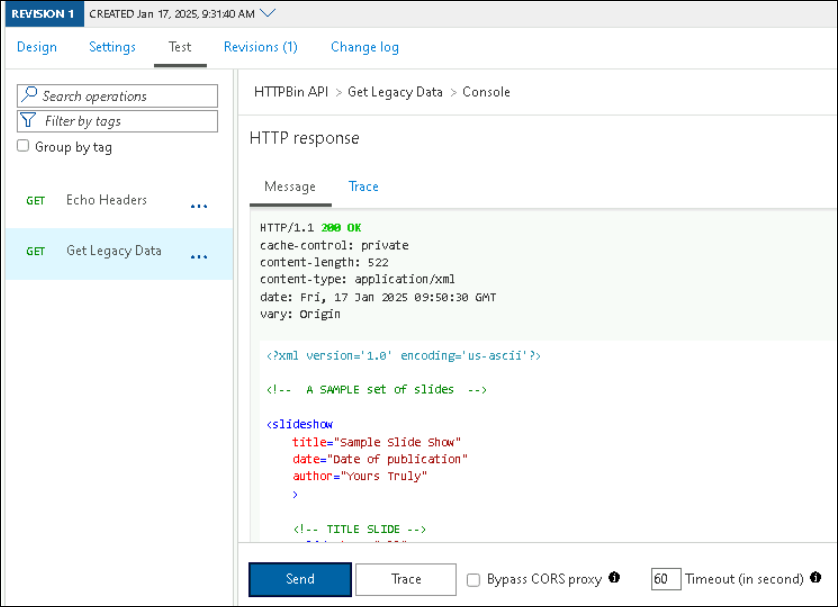 REVISION 1 CREATED Jan 17, 2025, 9:31:40 AM
Design Settings Test Revisions (1) Change log
Search operations
Filter by tags
Group by tag
GET Echo Headers ...
GET Get Legacy Data ...
HTTPBin API > Get Legacy Data > Console
HTTP response
Message Trace
HTTP/1.1 200 OK
cache-control: private
content-length: 522
content-type: application/xml
date: Fri, 17 Jan 2025 09:50:30 GMT
vary: Origin
<?xml version='1.0' encoding='us-ascii'?>
<!--  A SAMPLE set of slides  -->
<slideshow
title="Sample Slide Show"
date="Date of publication"
author="Yours Truly"
>
<!-- TITLE SLIDE -->
Send Trace Bypass CORS proxy 60 Timeout (in second)